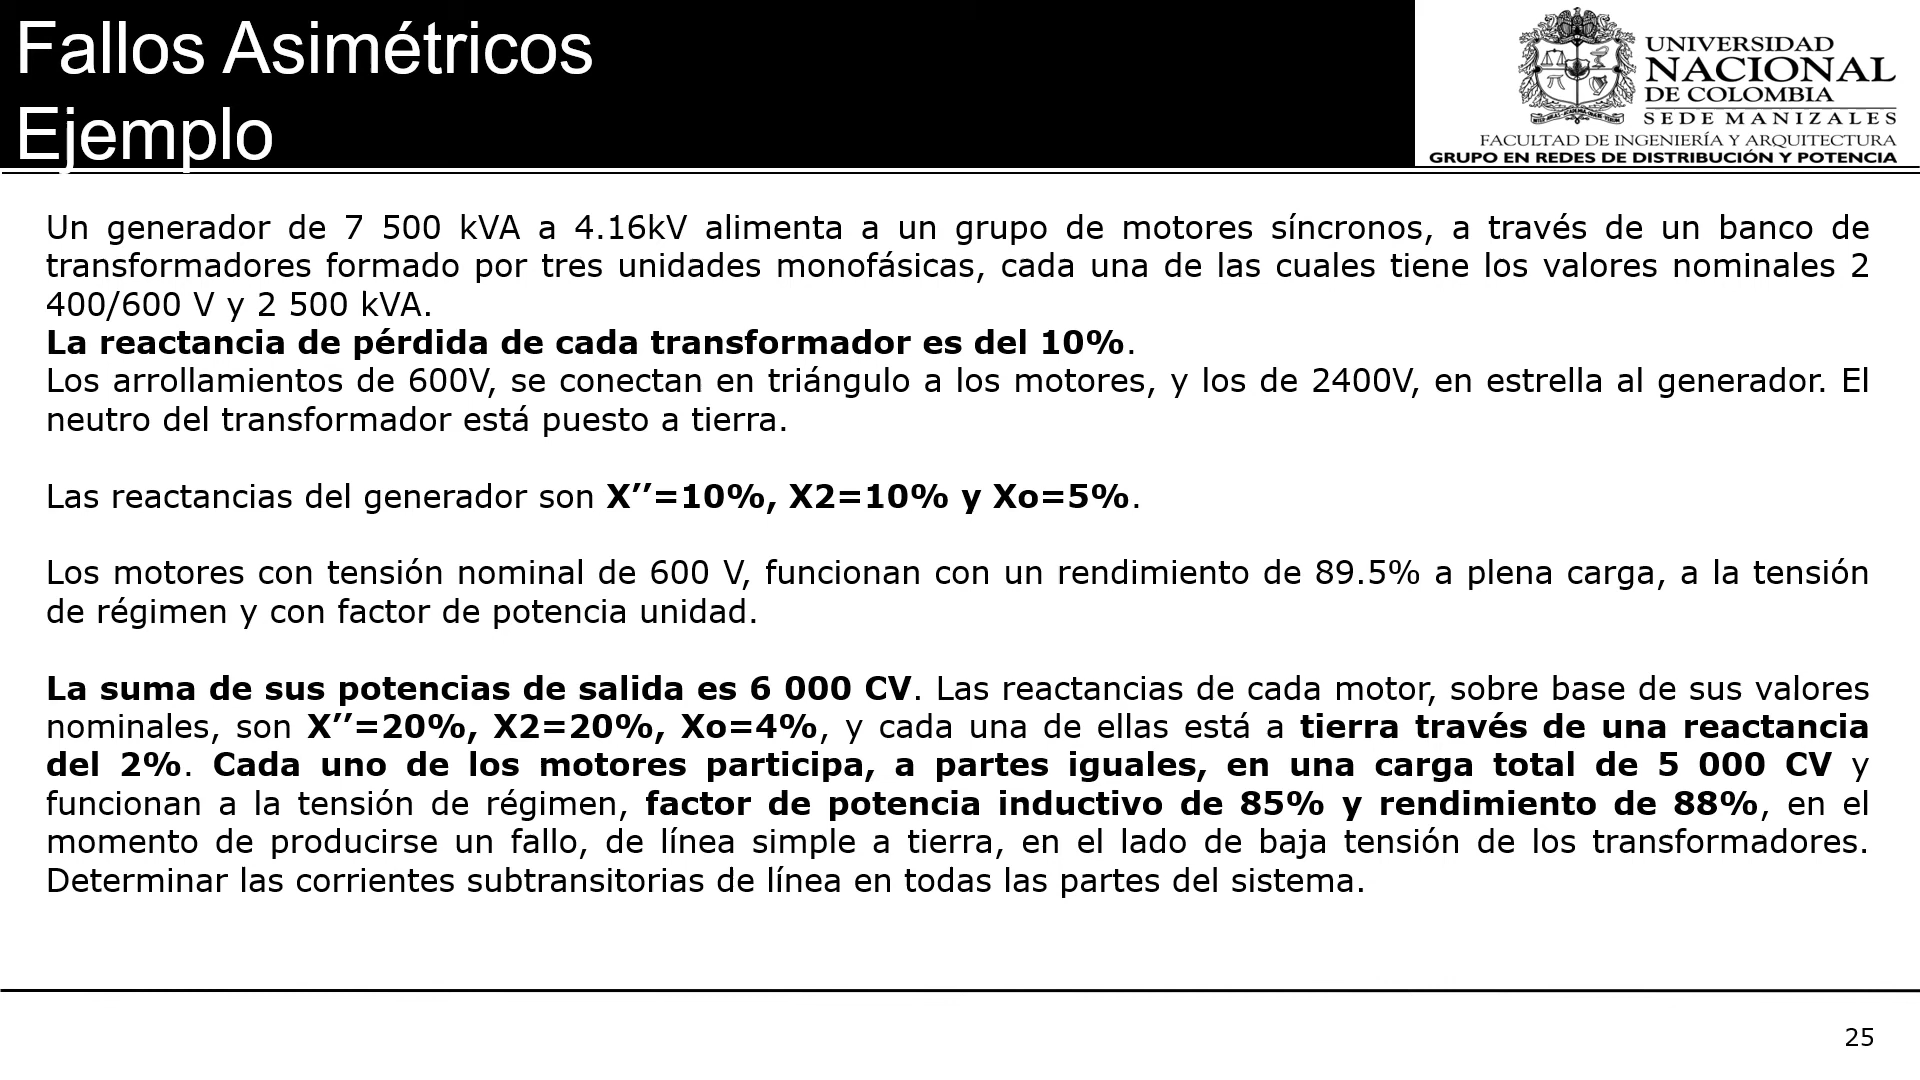 Fallos Asimétricos
Ejemplo
UNIVERSIDAD
NACIONAL
DE COLOMBIA
SEDE MANIZALES
FACULTAD DE INGENIERÍA Y ARQUITECTURA
GRUPO EN REDES DE DISTRIBUCIÓN Y POTENCIA
Un generador de 7 500 kVA a 4.16kV alimenta a un grupo de motores síncronos, a través de un banco de
transformadores formado por tres unidades monofásicas, cada una de las cuales tiene los valores nominales 2
400/600 V y 2 500 kVA.
La reactancia de pérdida de cada transformador es del 10%.
Los arrollamientos de 600V, se conectan en triángulo a los motores, y los de 2400V, en estrella al generador. El
neutro del transformador está puesto a tierra.
Las reactancias del generador son X’’=10%, X2=10% y Xo=5%.
Los motores con tensión nominal de 600 V, funcionan con un rendimiento de 89.5% a plena carga, a la tensión
de régimen y con factor de potencia unidad.
La suma de sus potencias de salida es 6 000 CV. Las reactancias de cada motor, sobre base de sus valores
nominales, son X’’=20%, X2=20%, Xo=4%, y cada una de ellas está a tierra través de una reactancia
del 2%. Cada uno de los motores participa, a partes iguales, en una carga total de 5 000 CV y
funcionan a la tensión de régimen, factor de potencia inductivo de 85% y rendimiento de 88%, en el
momento de producirse un fallo, de línea simple a tierra, en el lado de baja tensión de los transformadores.
Determinar las corrientes subtransitorias de línea en todas las partes del sistema.
25